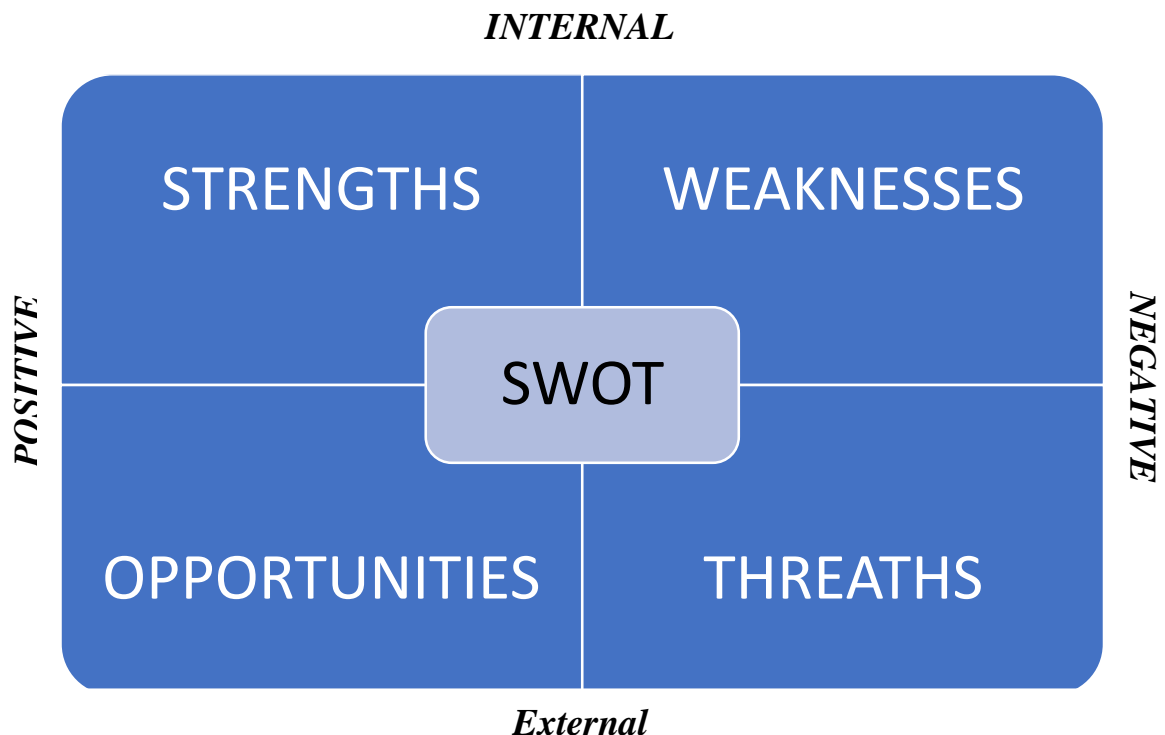 INTERNAL
STRENGTHS
WEAKNESSES
POSITIVE
SWOT
NEGATIVE
OPPORTUNITIES
THREATHS
External